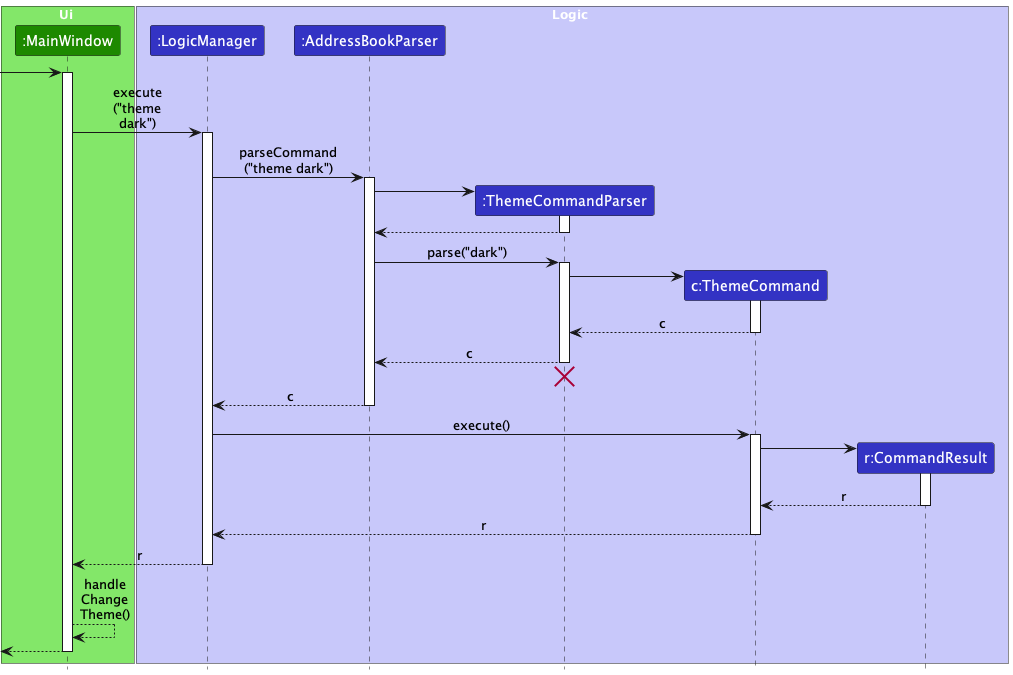 Ui
Logic
:MainWindow
:LogicManager
:AddressBookParser
execute
("theme
dark")
parseCommand
("theme dark")
:ThemeCommandParser
parse("dark")
c:ThemeCommand
c
c
c
execute()
r:CommandResult
r
r
r
handle
Change
Theme()